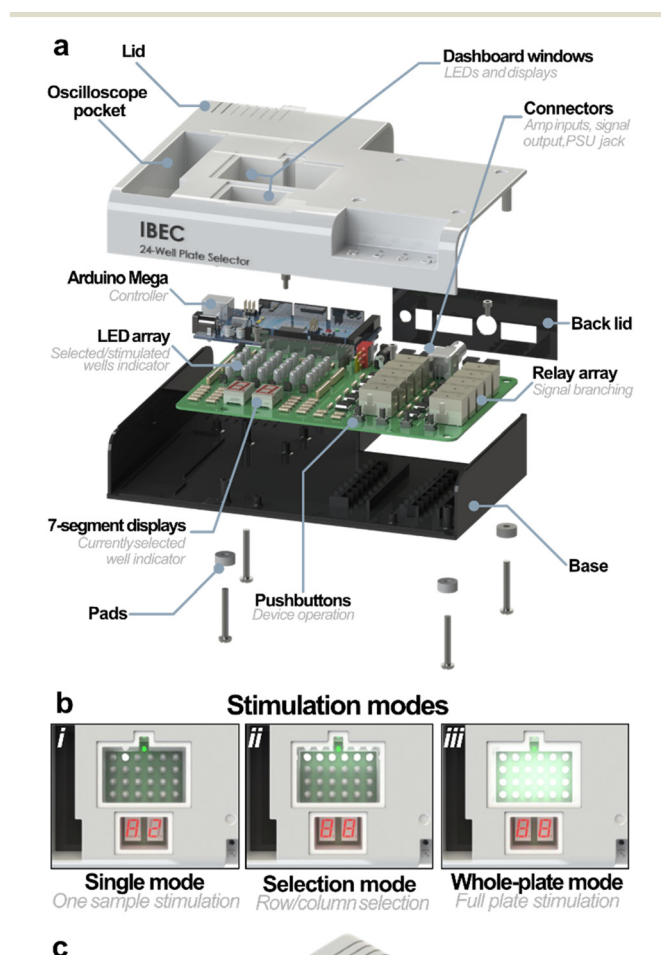 a
Lid
Dashboard windows
LEDs and displays
Oscilloscope
pocket
Connectors
Amp inputs, signal
output,PSU jack
IBEC
24-Well Plate Selector
Arduino Mega
Controller
Back lid
LED array
Selected/stimulated
wells indicator
Relay array
Signal branching
7-segment displays
Currently selected
well indicator
Base
Pushbuttons
Device operation
Pads
b
Stimulation modes
i
ii
iii
A2
Single mode
One sample stimulation
Selection mode
Row/column selection
Whole-plate mode
Full plate stimulation
c